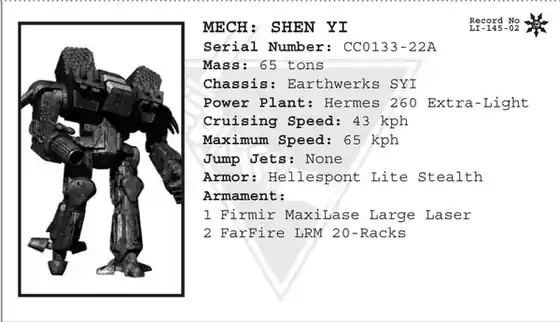 MECH: SHEN YI
Record No
LI-145-02
Serial Number: CC0133-22A
Mass: 65 tons
Chassis: Earthwerks SYI
Power Plant: Hermes 260 Extra-Light
Cruising Speed: 43 kph
Maximum Speed: 65 kph
Jump Jets: None
Armor: Hellespont Lite Stealth
Armament:
1 Firmir MaxiLase Large Laser
2 FarFire LRM 20-Racks